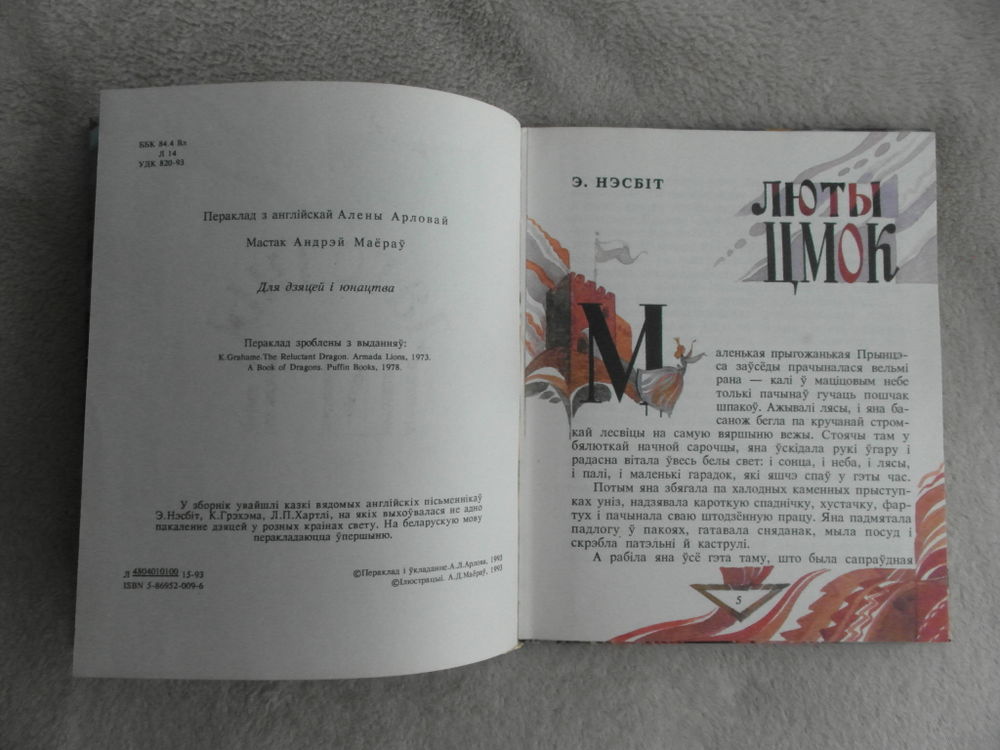 ББК 84.4 Вл
Л 14
УДК 820-93
Пераклад з англійскай Алены Арловай
Мастак Андрэй Маёраў
Для дзяцей і юнацтва
Пераклад зроблены з выданняў:
K.Grahame.The Reluctant Dragon. Armada Lions, 1973.
A Book of Dragons. Puffin Books, 1978.
У зборнік увайшлі казкі вядомых англійскіх пісьменнікаў
Э.Нэсбіт, К.Грэхэма, Л.П.Хартлі, на якіх выхоўвалася не адно
пакаленне дзяцей у розных краінах свету. На беларускую мову
перакладаюцца ўпершыню.
Л 4804010100 15-93
ISBN 5-86952-009-6
©Пераклад і ўкладанне.А.Л.Арлова, 1993
©Ілюстрацыі. А.Д.Маёраў, 1993
Э. НЭСБІТ
ЛЮТЫ
ЦМОК
Маленькая прыгожанькая Прынцэ-
са заўсёды прачыналася вельмі
рана — калі ў маціцовым небе
толькі пачынаў гучаць пошчак
шпакоў. Ажывалі лясы, і яна ба-
санож бегла па кручанай стром-
кай лесвіцы на самую вяршыню вежы. Стоячы там у
бялюткай начной сарочцы, яна ўскідала рукі ўгару і
радасна вітала ўвесь белы свет: і сонца, і неба, і лясы,
і палі, і маленькі гарадок, які яшчэ спаў у гэты час.
Потым яна збягала па халодных каменных прыступ-
ках уніз, надзявала кароткую спаднічку, хустачку, фар-
тух і пачынала сваю штодзённую працу. Яна падмятала
падлогу ў пакоях, гатавала сняданак, мыла посуд і
скрэбла патэльні й каструлі.
А рабіла яна ўсё гэта таму, што была сапраўдная
5